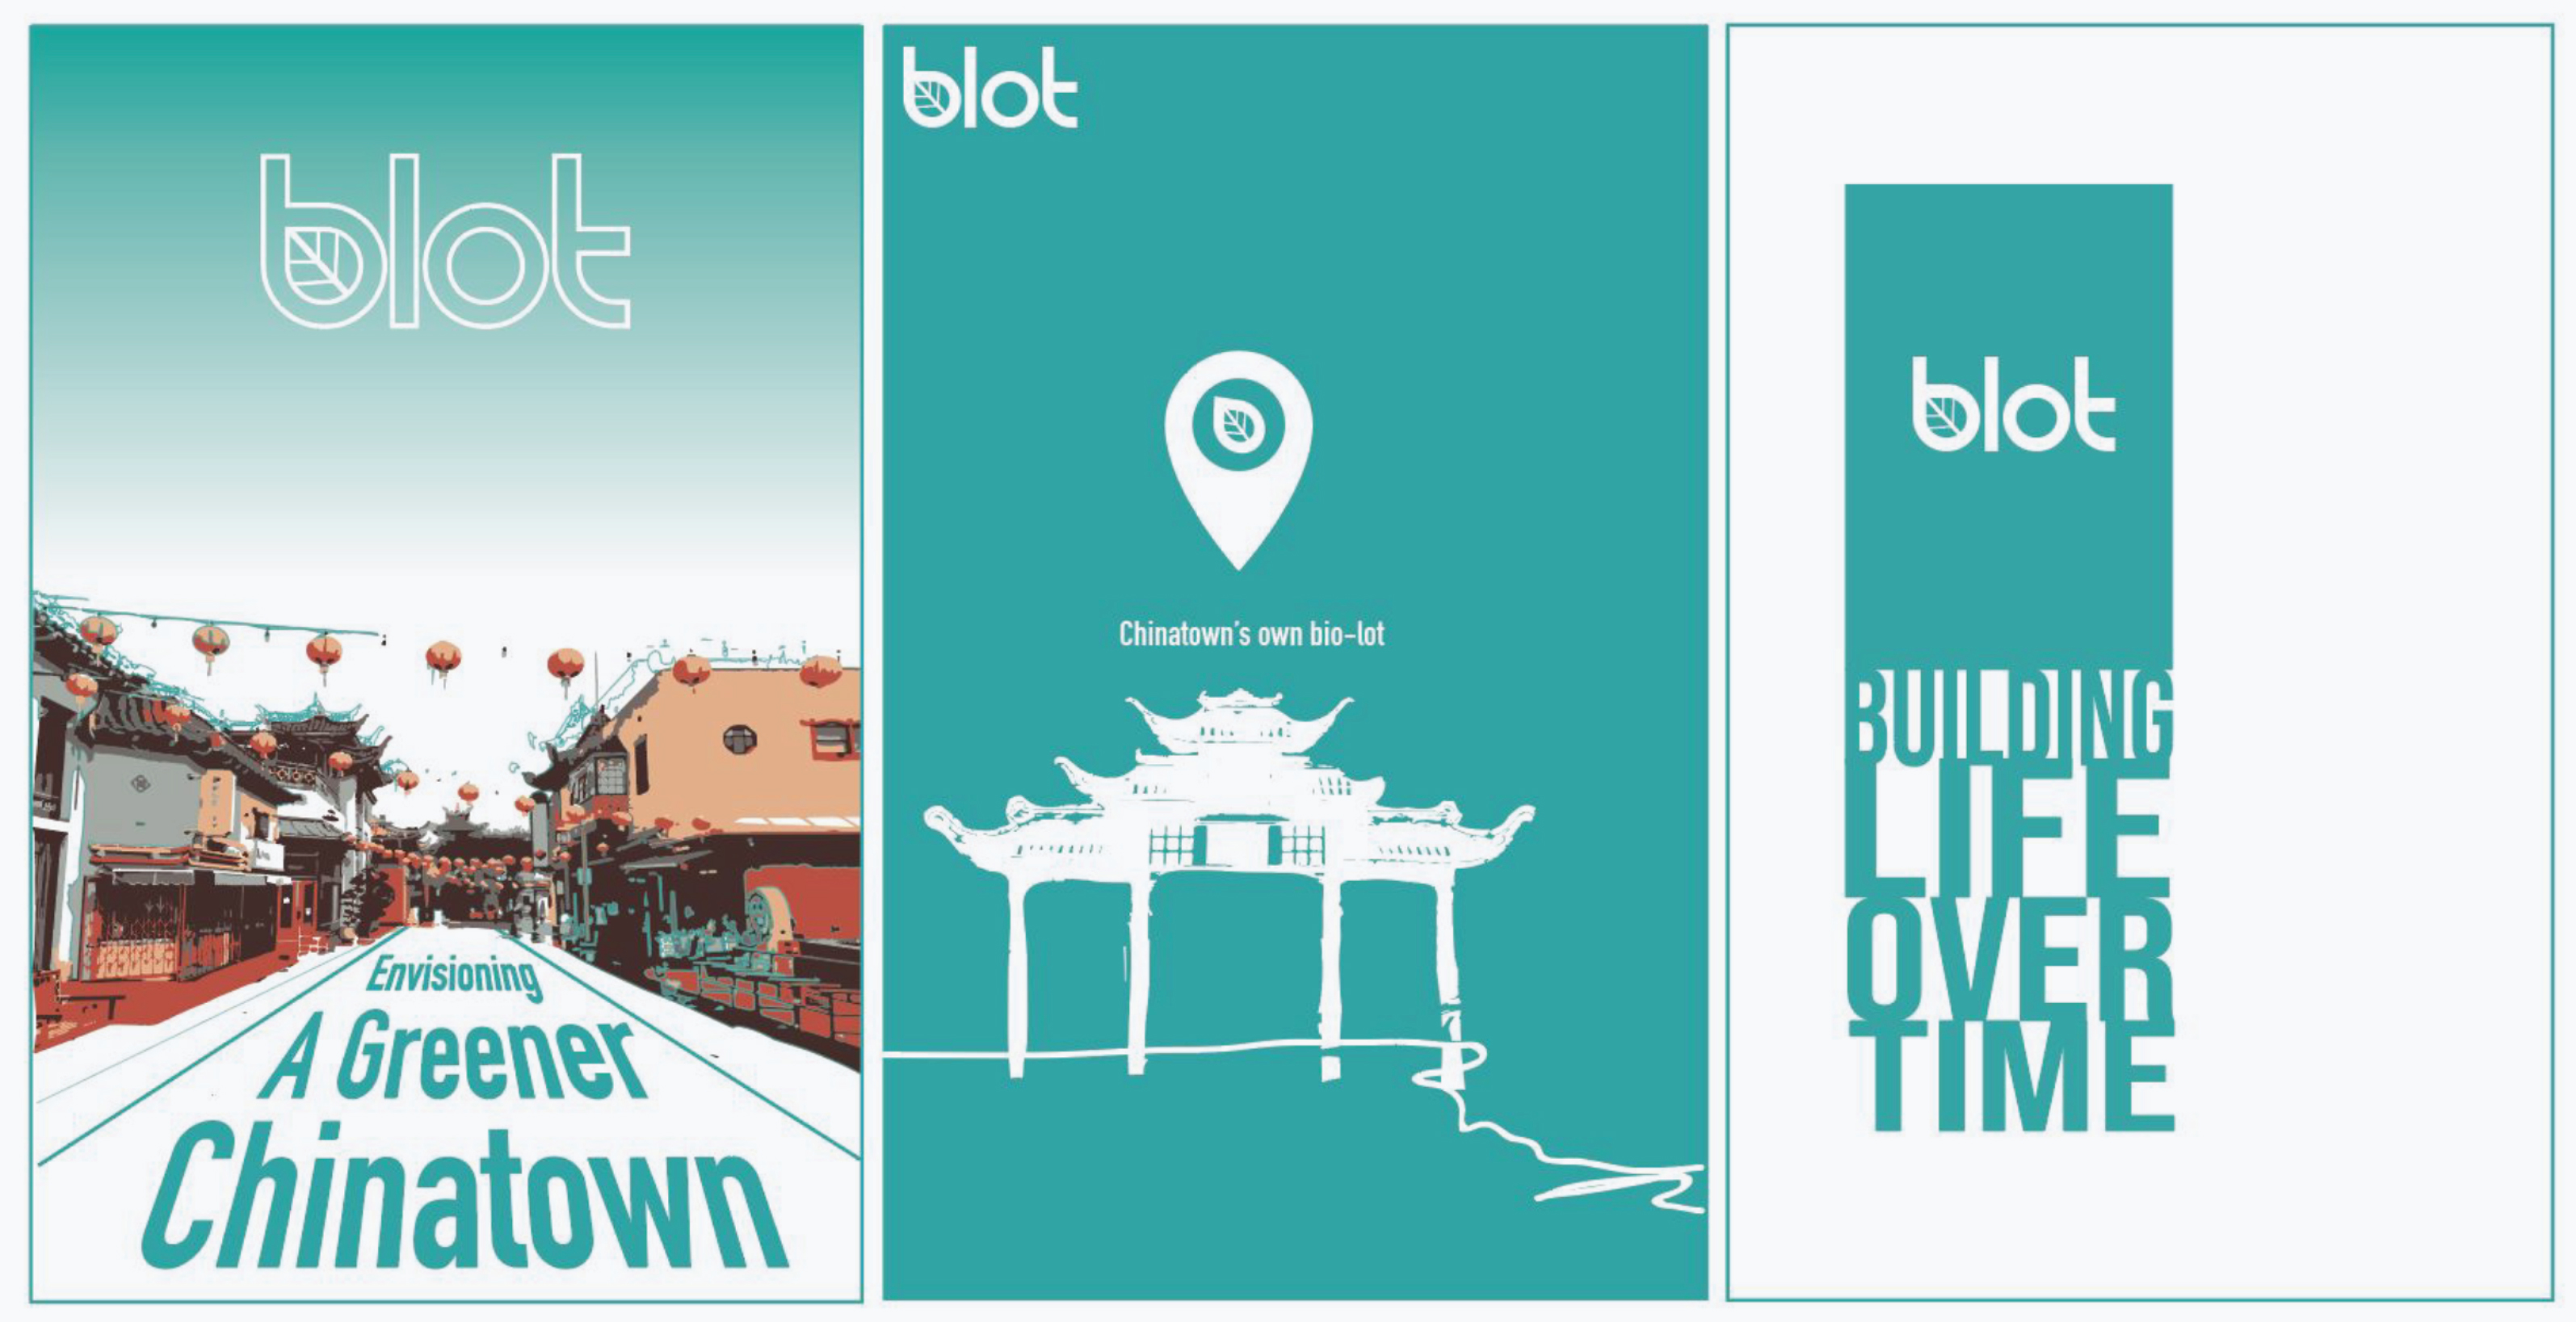 blot
Envisioning
A Greener
Chinatown
blot
Chinatown's own bio-lot
blot
BUILDING
LIFE
OVER
TIME